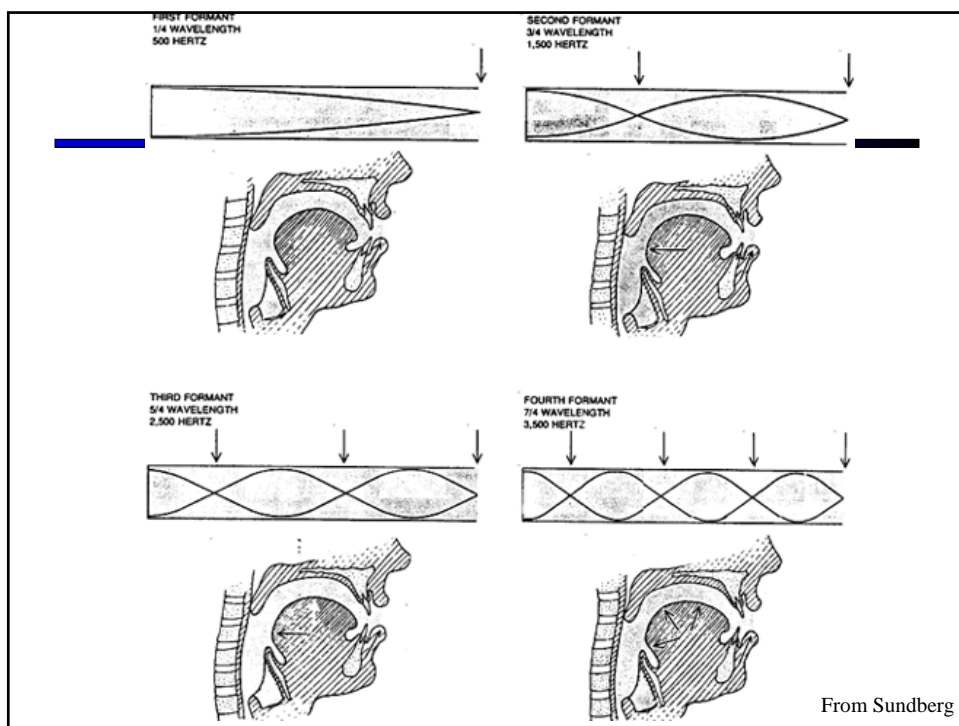 FIRST FORMANT
1/4 WAVELENGTH
500 HERTZ
SECOND FORMANT
3/4 WAVELENGTH
1,500 HERTZ
THIRD FORMANT
5/4 WAVELENGTH
2,500 HERTZ
FOURTH FORMANT
7/4 WAVELENGTH
3,500 HERTZ
From Sundberg